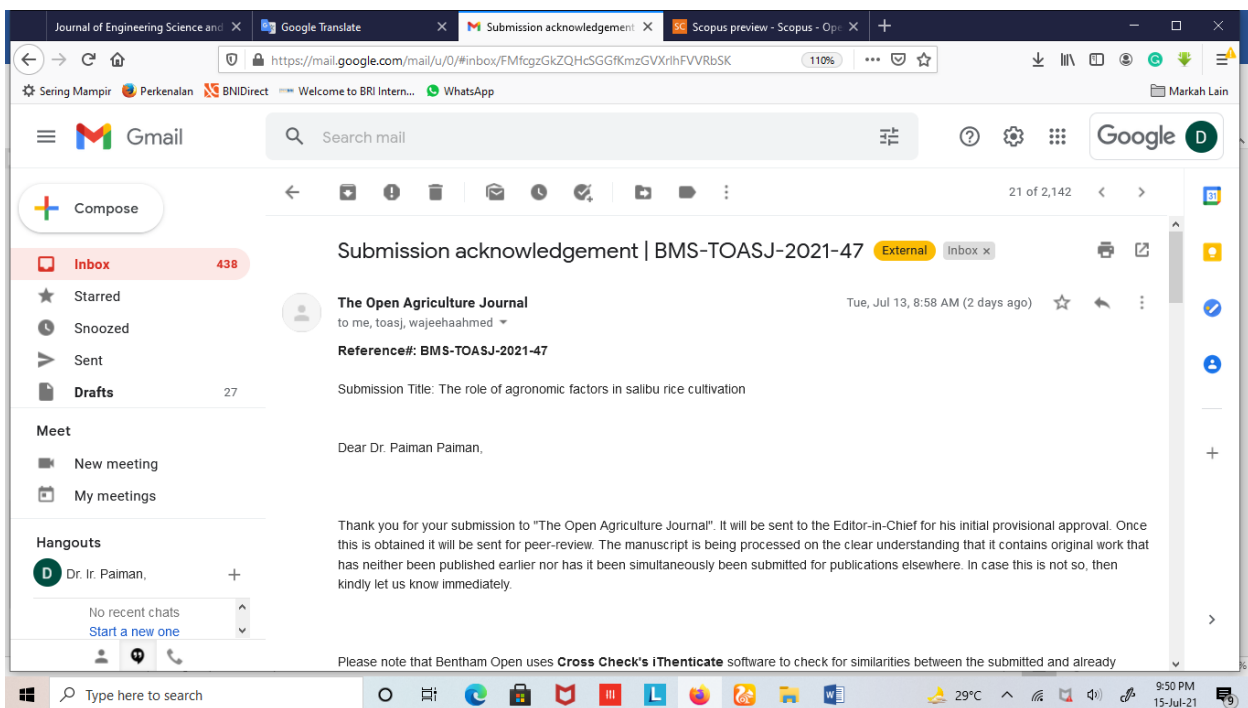 Journal of Engineering Science and
Google Translate
Submission acknowledgement
SC Scopus preview - Scopus - Ope
https://mail.google.com/mail/u/0/#inbox/FMfcgzGkZQHcSGGfKmzGVXrlhFVVRbSK
110%
Sering Mampir
Perkenalan
BNIDirect
Welcome to BRI Intern...
WhatsApp
Markah Lain
Gmail
Search mail
Google
D
Compose
21 of 2,142
31
Inbox
438
Starred
Snoozed
Sent
Drafts
27
Meet
New meeting
My meetings
Hangouts
D
Dr. Ir. Paiman,
No recent chats
Start a new one
Submission acknowledgement | BMS-TOASJ-2021-47
External
Inbox x
The Open Agriculture Journal
Tue, Jul 13, 8:58 AM (2 days ago)
to me, toasj, wajeehaahmed
Reference#: BMS-TOASJ-2021-47
Submission Title: The role of agronomic factors in salibu rice cultivation
Dear Dr. Paiman Paiman,
Thank you for your submission to "The Open Agriculture Journal". It will be sent to the Editor-in-Chief for his initial provisional approval. Once
this is obtained it will be sent for peer-review. The manuscript is being processed on the clear understanding that it contains original work that
has neither been published earlier nor has it been simultaneously been submitted for publications elsewhere. In case this is not so, then
kindly let us know immediately.
Please note that Bentham Open uses Cross Check's iThenticate software to check for similarities between the submitted and already
Type here to search
L
29°C
9:50 PM
15-Jul-21
9